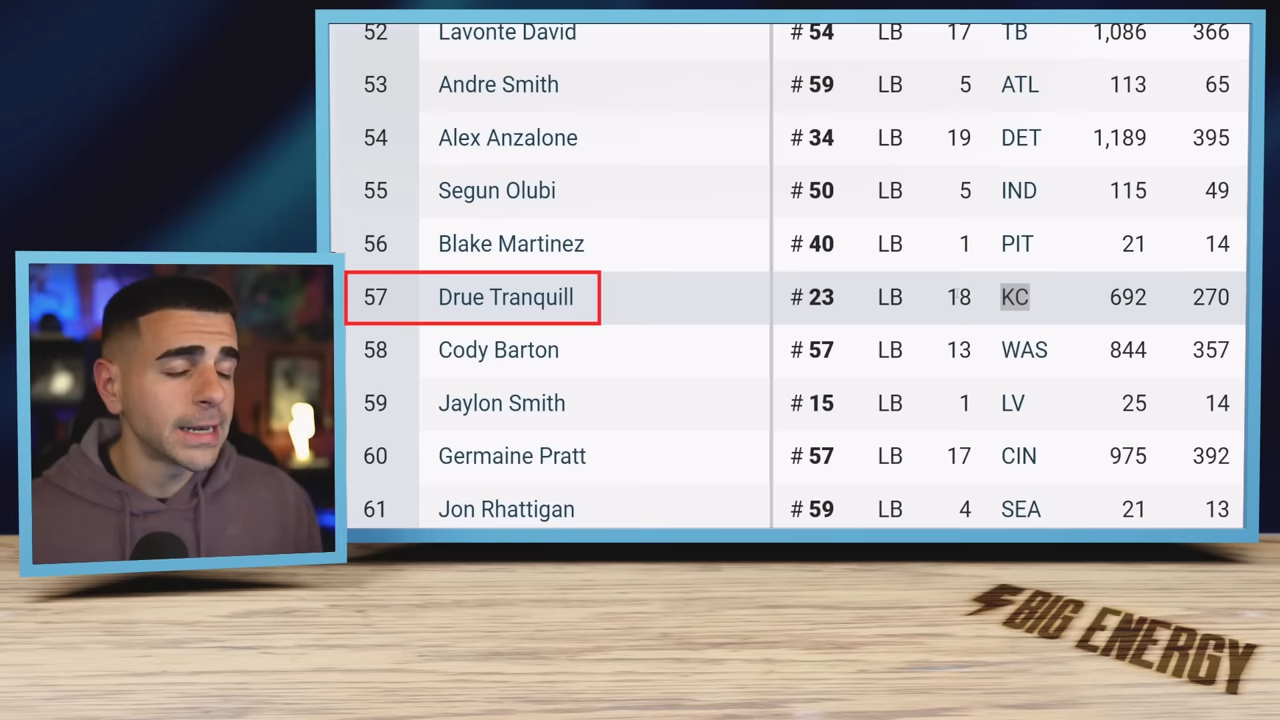 52 Lavonte David # 54 LB 17 TB 1,086 366
53 Andre Smith # 59 LB 5 ATL 113 65
54 Alex Anzalone # 34 LB 19 DET 1,189 395
55 Segun Olubi # 50 LB 5 IND 115 49
56 Blake Martinez # 40 LB 1 PIT 21 14
57 Drue Tranquill # 23 LB 18 KC 692 270
58 Cody Barton # 57 LB 13 WAS 844 357
59 Jaylon Smith # 15 LB 1 LV 25 14
60 Germaine Pratt # 57 LB 17 CIN 975 392
61 Jon Rhattigan # 59 LB 4 SEA 21 13
BIG ENERGY